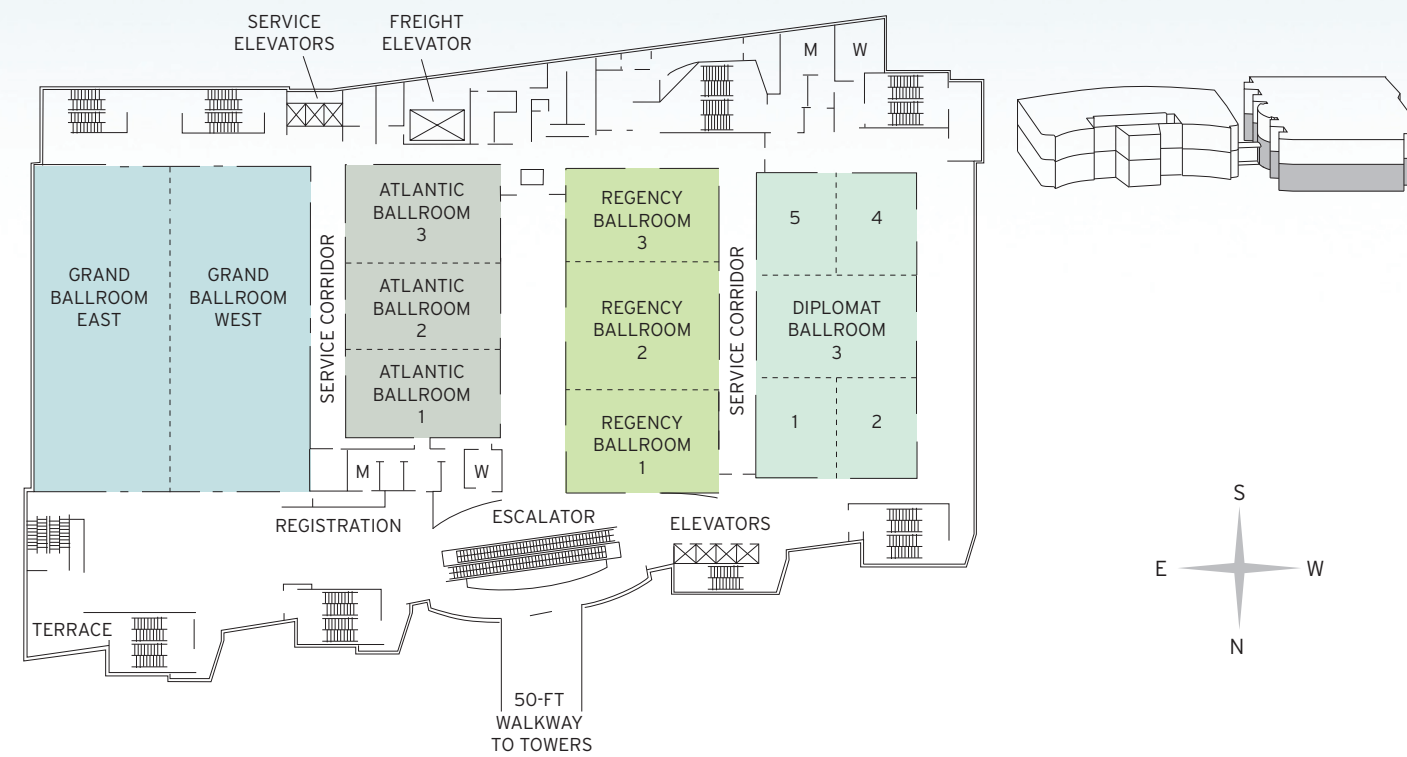 SERVICE
ELEVATORS
FREIGHT
ELEVATOR
M
W
GRAND
BALLROOM
EAST
GRAND
BALLROOM
WEST
SERVICE CORRIDOR
ATLANTIC
BALLROOM
3
ATLANTIC
BALLROOM
2
ATLANTIC
BALLROOM
1
REGENCY
BALLROOM
3
REGENCY
BALLROOM
2
REGENCY
BALLROOM
1
SERVICE CORRIDOR
5
4
DIPLOMAT
BALLROOM
3
1
2
M
W
REGISTRATION
ESCALATOR
ELEVATORS
TERRACE
50-FT
WALKWAY
TO TOWERS
S
E
W
N